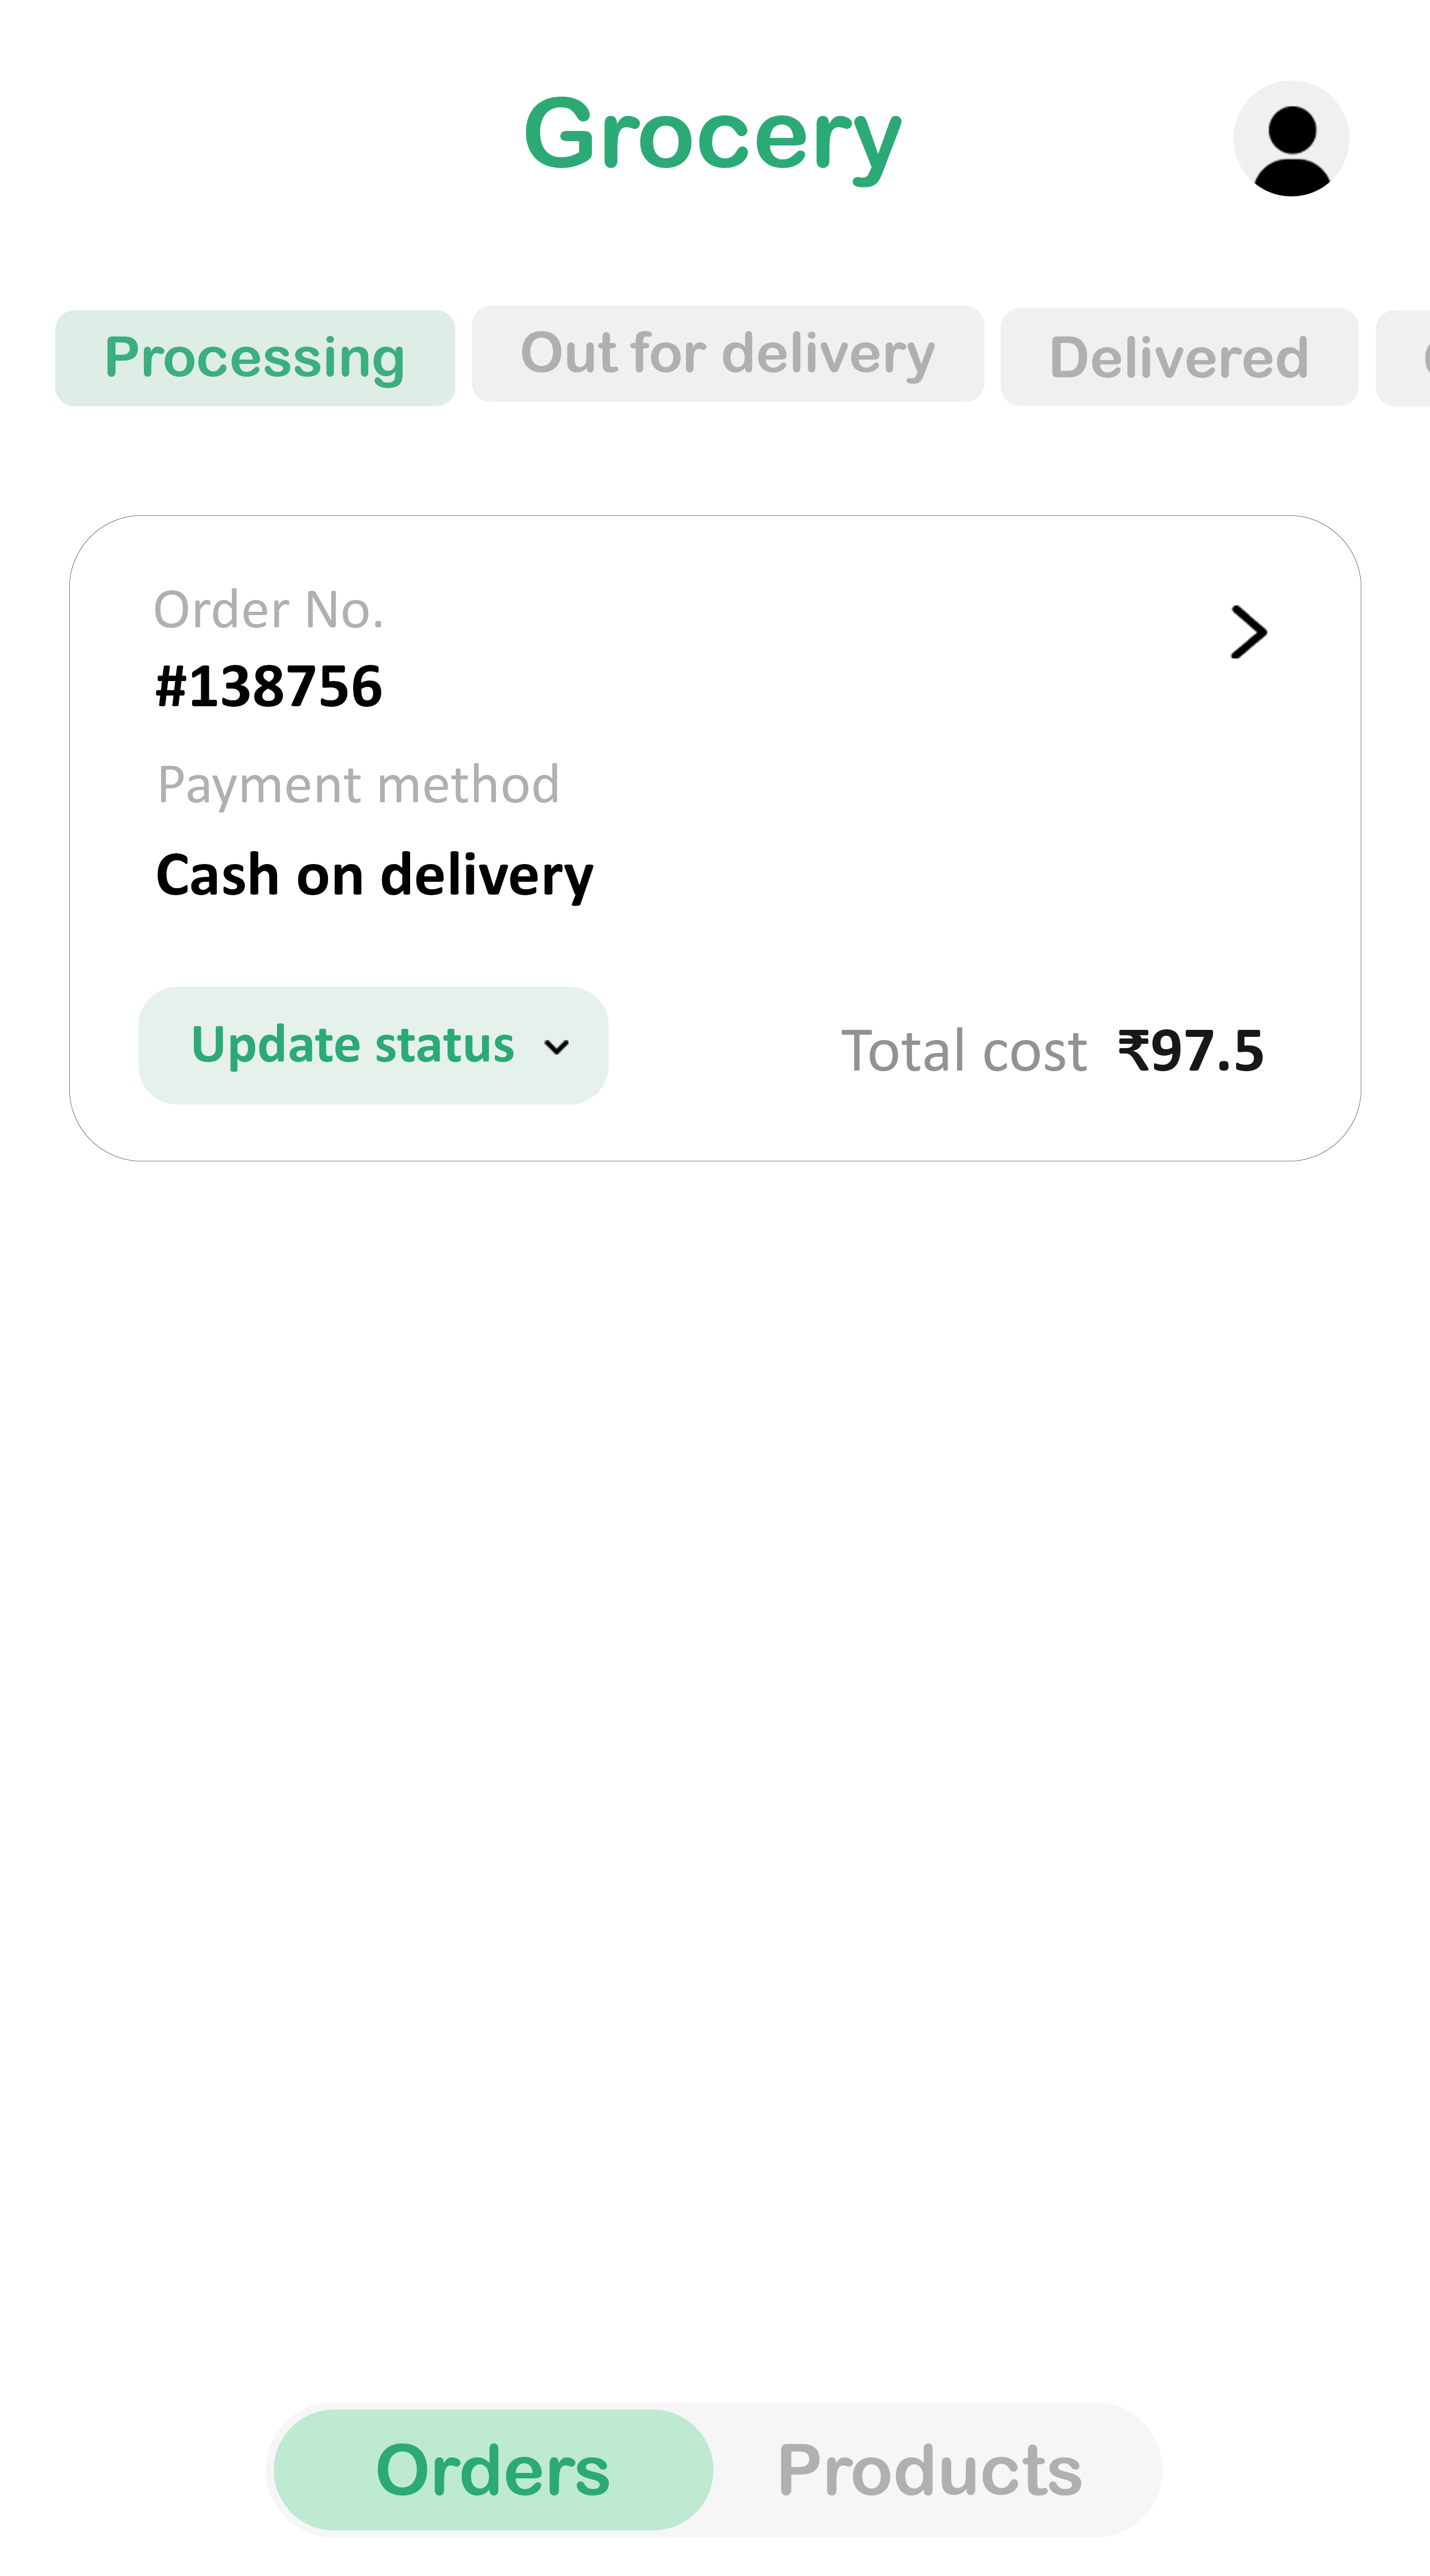 Grocery
Processing
Out for delivery
Delivered
Order No.
#138756
Payment method
Cash on delivery
Update status
Total cost ₹97.5
Orders
Products